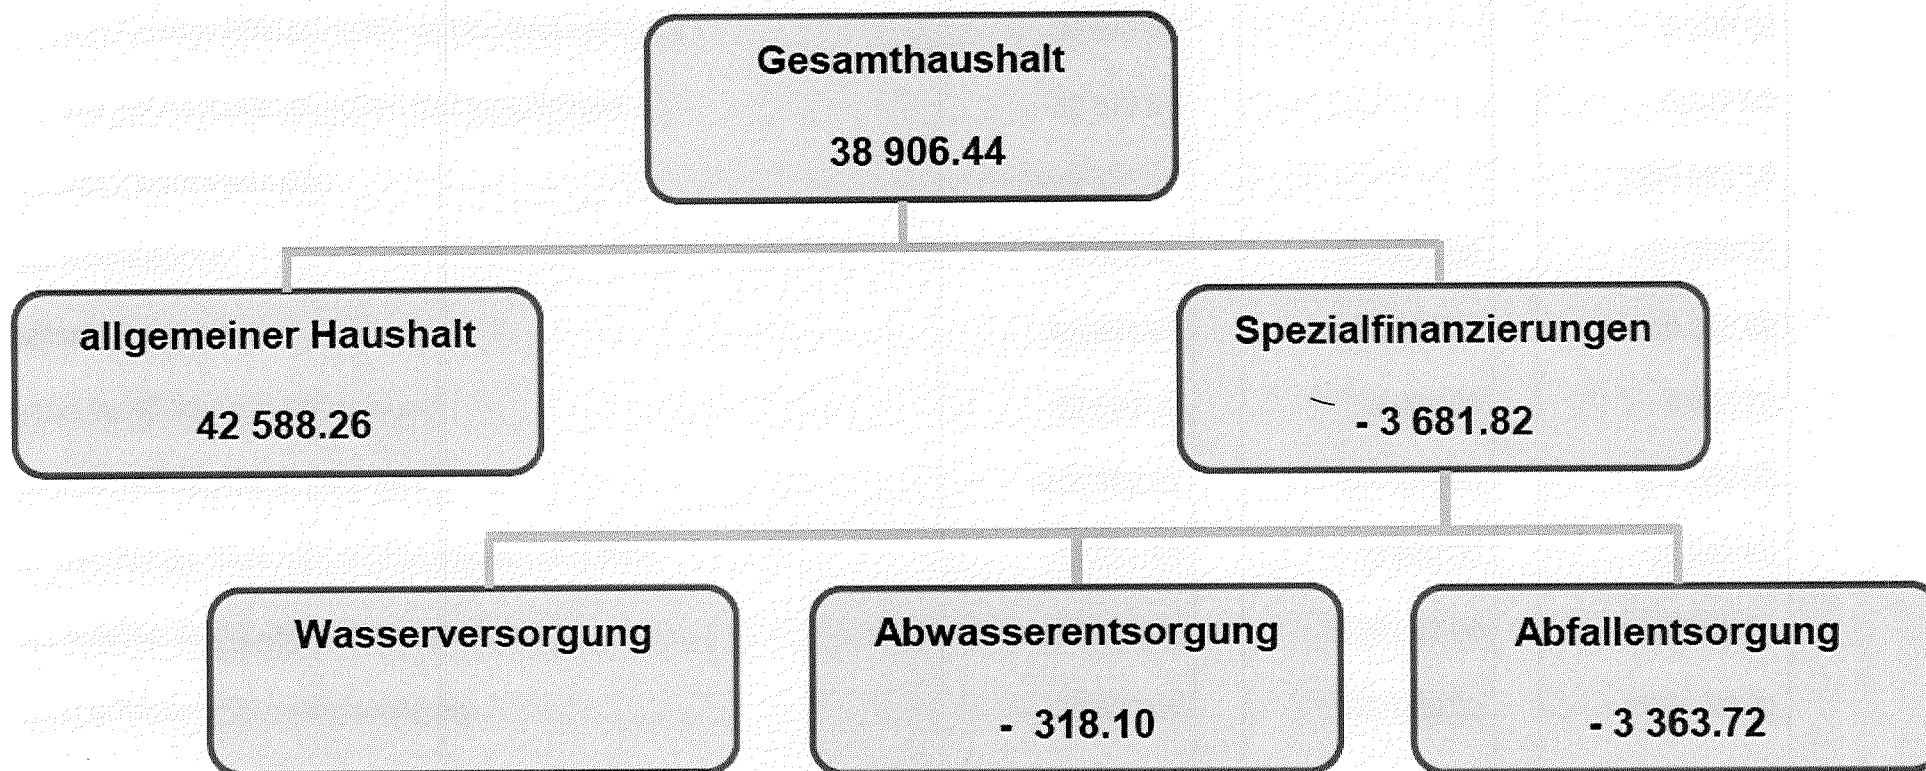 Gesamthaushalt
38 906.44
allgemeiner Haushalt
42 588.26
Spezialfinanzierungen
- 3 681.82
Wasserversorgung
Abwasserentsorgung
- 318.10
Abfallentsorgung
- 3 363.72